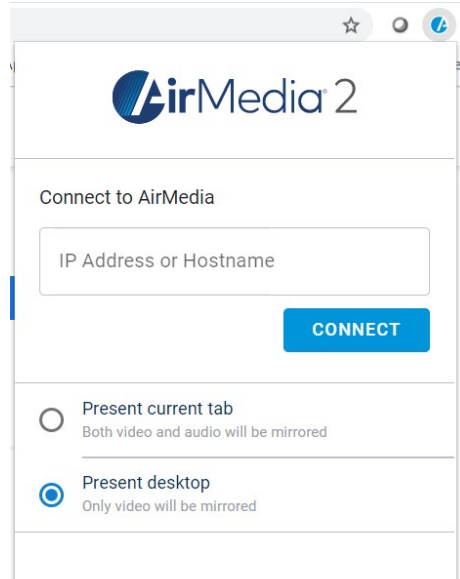 AirMedia® 2
Connect to AirMedia
IP Address or Hostname
CONNECT
Present current tab
Both video and audio will be mirrored
Present desktop
Only video will be mirrored